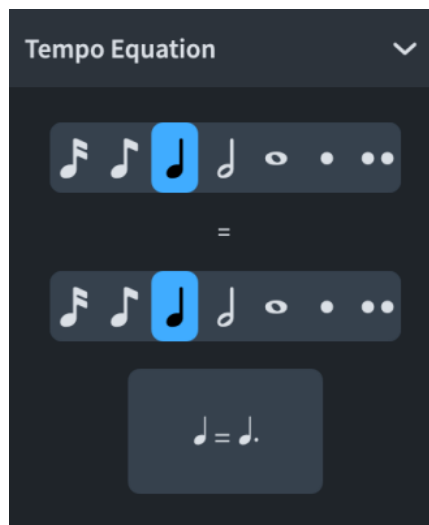 Tempo Equation
=
♩ = ♩.